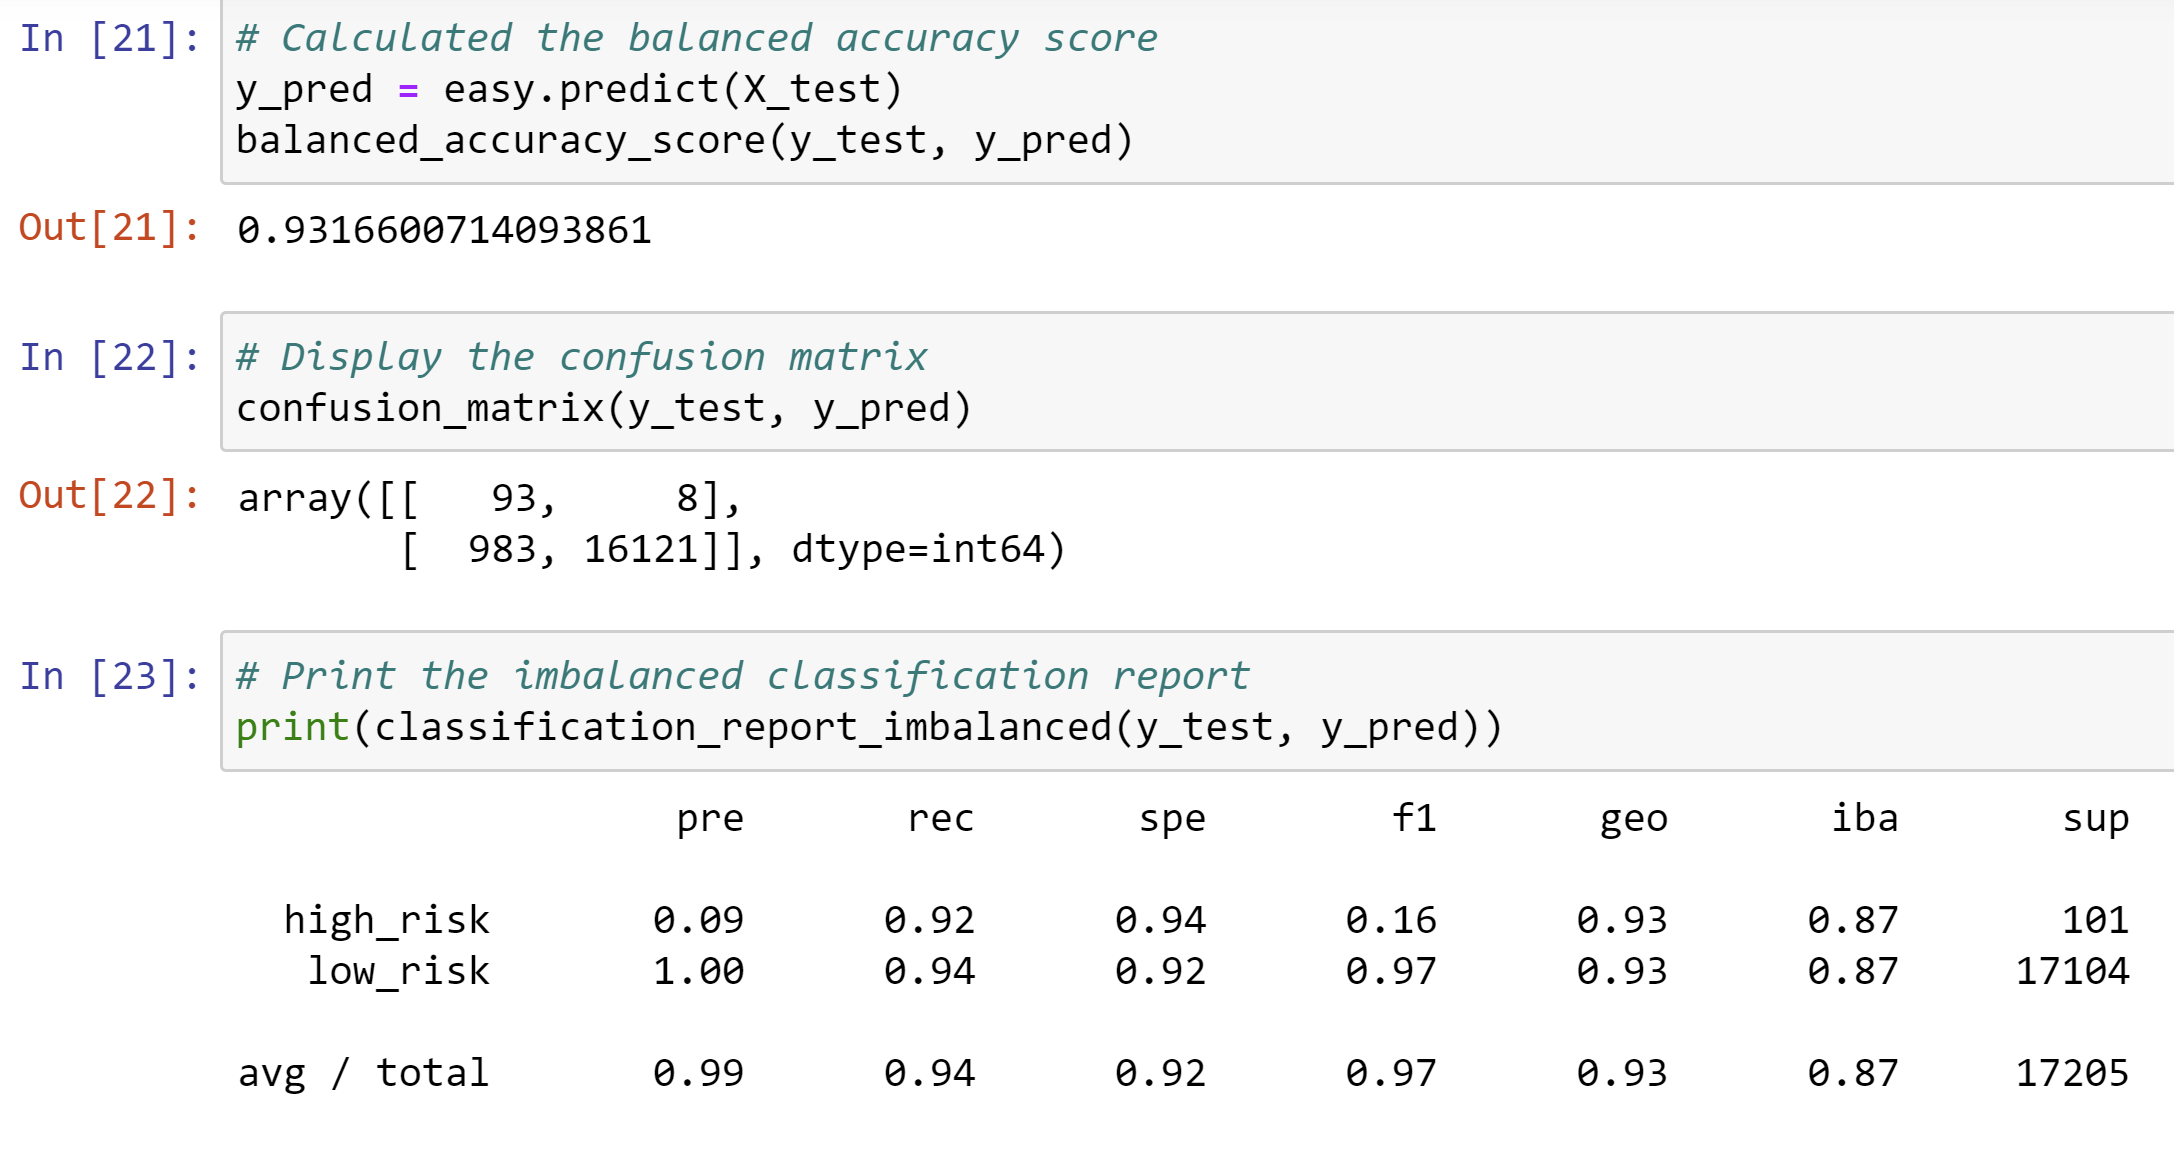 In [21]: # Calculated the balanced accuracy score
y_pred = easy.predict(X_test)
balanced_accuracy_score(y_test, y_pred)
Out[21]: 0.9316600714093861
In [22]: # Display the confusion matrix
confusion_matrix(y_test, y_pred)
Out[22]: array([[   93,     8],
[  983, 16121]], dtype=int64)
In [23]: # Print the imbalanced classification report
print(classification_report_imbalanced(y_test, y_pred))
pre rec spe f1 geo iba sup
high_risk 0.09 0.92 0.94 0.16 0.93 0.87 101
low_risk 1.00 0.94 0.92 0.97 0.93 0.87 17104
avg / total 0.99 0.94 0.92 0.97 0.93 0.87 17205